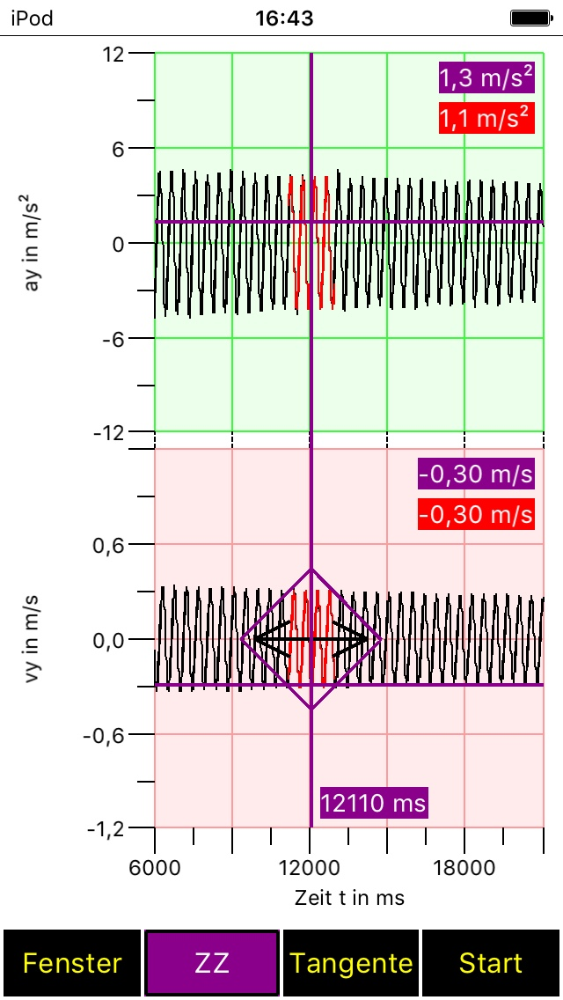 iPod 16:43
12
1,3 m/s²
1,1 m/s²
6
ay in m/s²
0
-6
-12
-0,30 m/s
-0,30 m/s
0,6
vy in m/s
0,0
-0,6
12110 ms
-1,2
6000 12000 18000
Zeit t in ms
Fenster ZZ Tangente Start